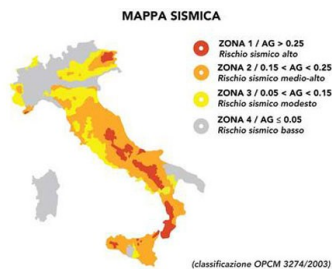 MAPPA SISMICA
ZONA 1 / AG > 0.25
Rischio sismico alto
ZONA 2 / 0.15 < AG < 0.25
Rischio sismico medio-alto
ZONA 3 / 0.05 < AG < 0.15
Rischio sismico modesto
ZONA 4 / AG ≤ 0.05
Rischio sismico basso
(classificazione OPCM 3274/2003)